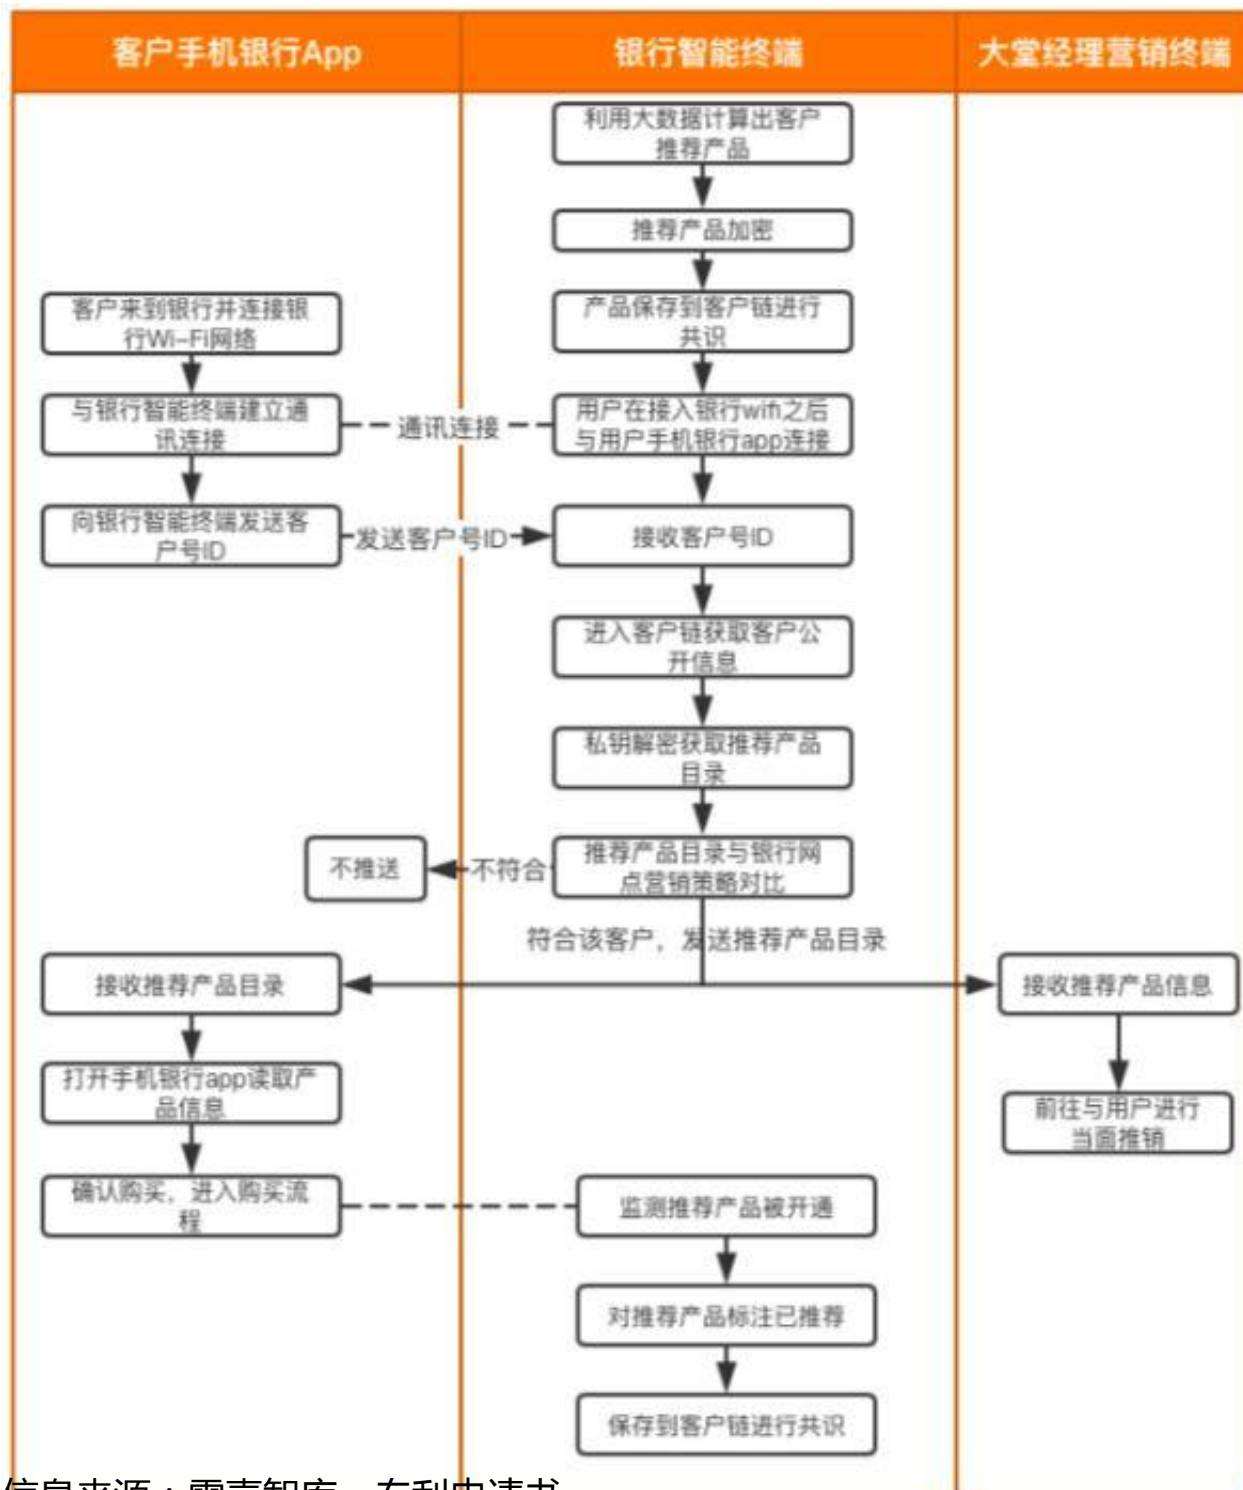 客户手机银行App
银行智能终端
大堂经理营销终端
利用大数据计算出客户
推荐产品
推荐产品加密
客户来到银行并连接银
行Wi-Fi网络
产品保存到客户链进行
共识
与银行智能终端建立通
讯连接
通讯连接
用户在接入银行wifi之后
与用户手机银行app连接
向银行智能终端发送客
户号ID
发送客户号ID
接收客户号ID
进入客户链获取客户公
开信息
私钥解密获取推荐产品
目录
不推送
不符合
推荐产品目录与银行网
点营销策略对比
符合该客户，发送推荐产品目录
接收推荐产品目录
接收推荐产品信息
打开手机银行app读取产
品信息
前往与用户进行
当面推销
确认购买，进入购买流
程
监测推荐产品被开通
对推荐产品标注已推荐
保存到客户链进行共识